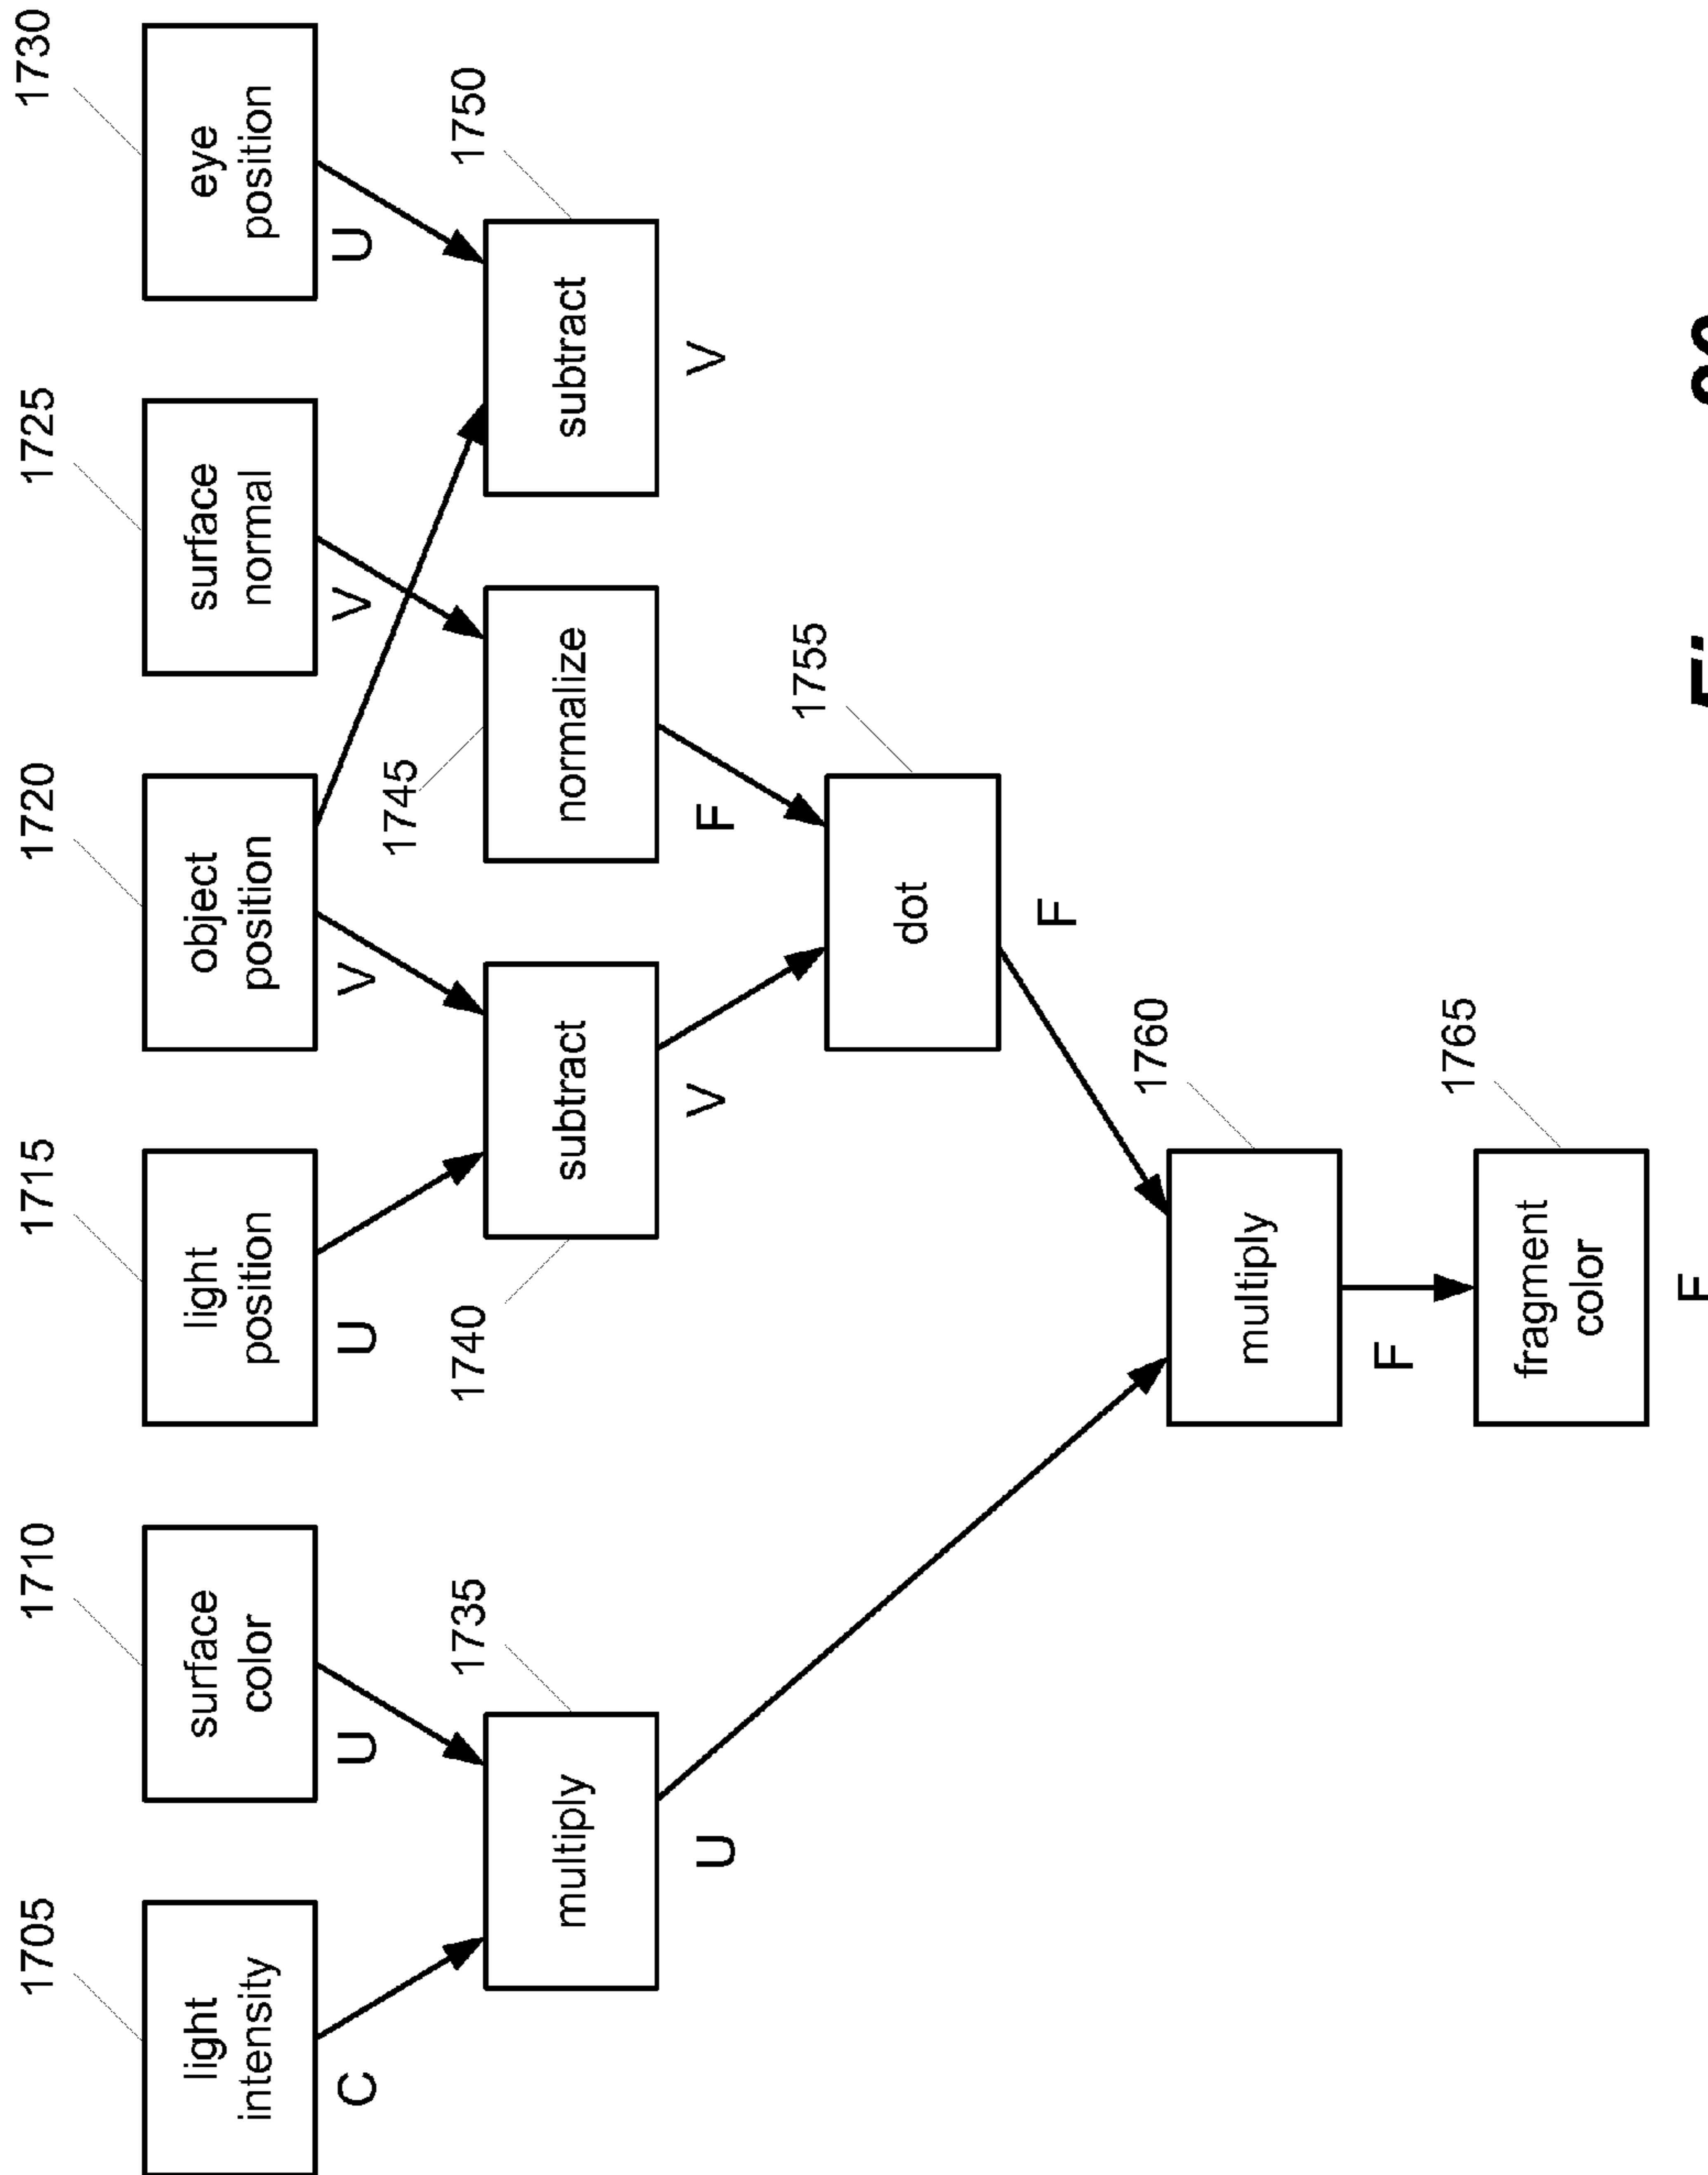 1705
1710
1715
1720
1725
1730
light
intensity
surface
color
light
position
object
position
surface
normal
eye
position
C
U
U
V
V
U
1735
1740
1745
1750
multiply
subtract
normalize
subtract
U
V
F
V
1755
dot
F
1760
multiply
F
1765
fragment
color
F